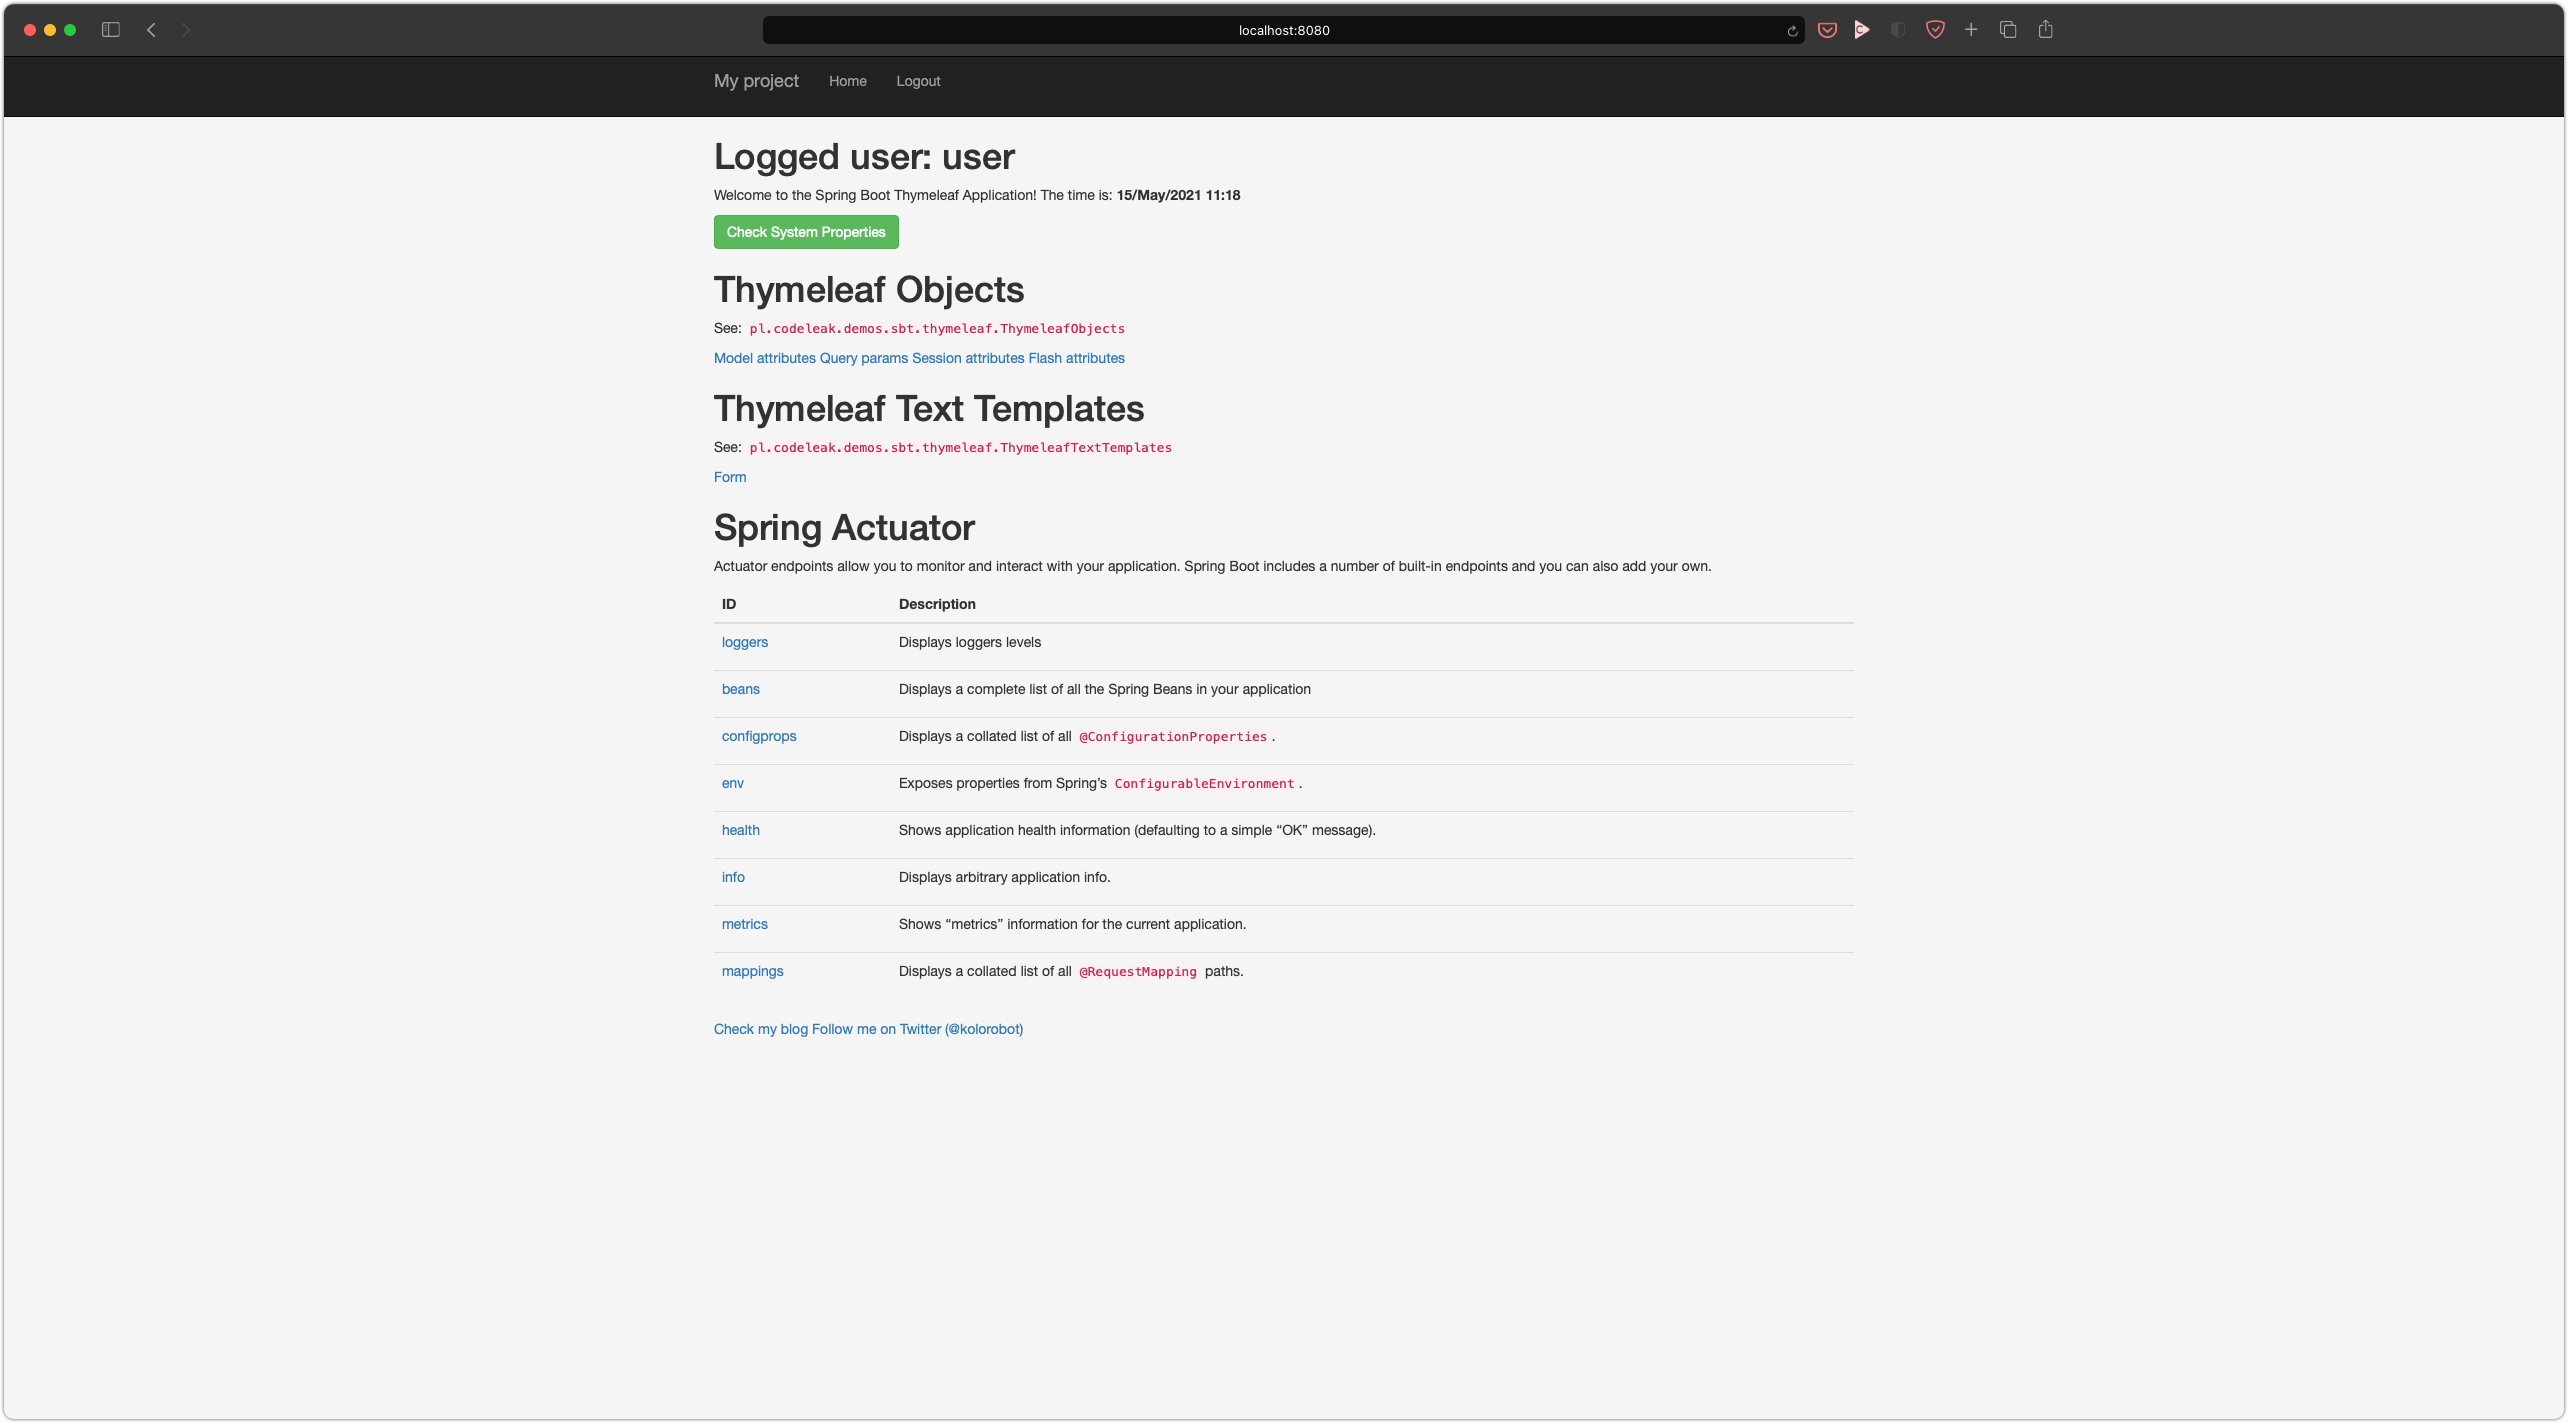 localhost:8080
My project Home Logout
Logged user: user
Welcome to the Spring Boot Thymeleaf Application! The time is: 15/May/2021 11:18
Check System Properties
Thymeleaf Objects
See: pl.codeleak.demos.sbt.thymeleaf.ThymeleafObjects
Model attributes Query params Session attributes Flash attributes
Thymeleaf Text Templates
See: pl.codeleak.demos.sbt.thymeleaf.ThymeleafTextTemplates
Form
Spring Actuator
Actuator endpoints allow you to monitor and interact with your application. Spring Boot includes a number of built-in endpoints and you can also add your own.
ID Description
loggers Displays loggers levels
beans Displays a complete list of all the Spring Beans in your application
configprops Displays a collated list of all @ConfigurationProperties.
env Exposes properties from Spring’s ConfigurableEnvironment.
health Shows application health information (defaulting to a simple “OK” message).
info Displays arbitrary application info.
metrics Shows “metrics” information for the current application.
mappings Displays a collated list of all @RequestMapping paths.
Check my blog Follow me on Twitter (@kolorobot)